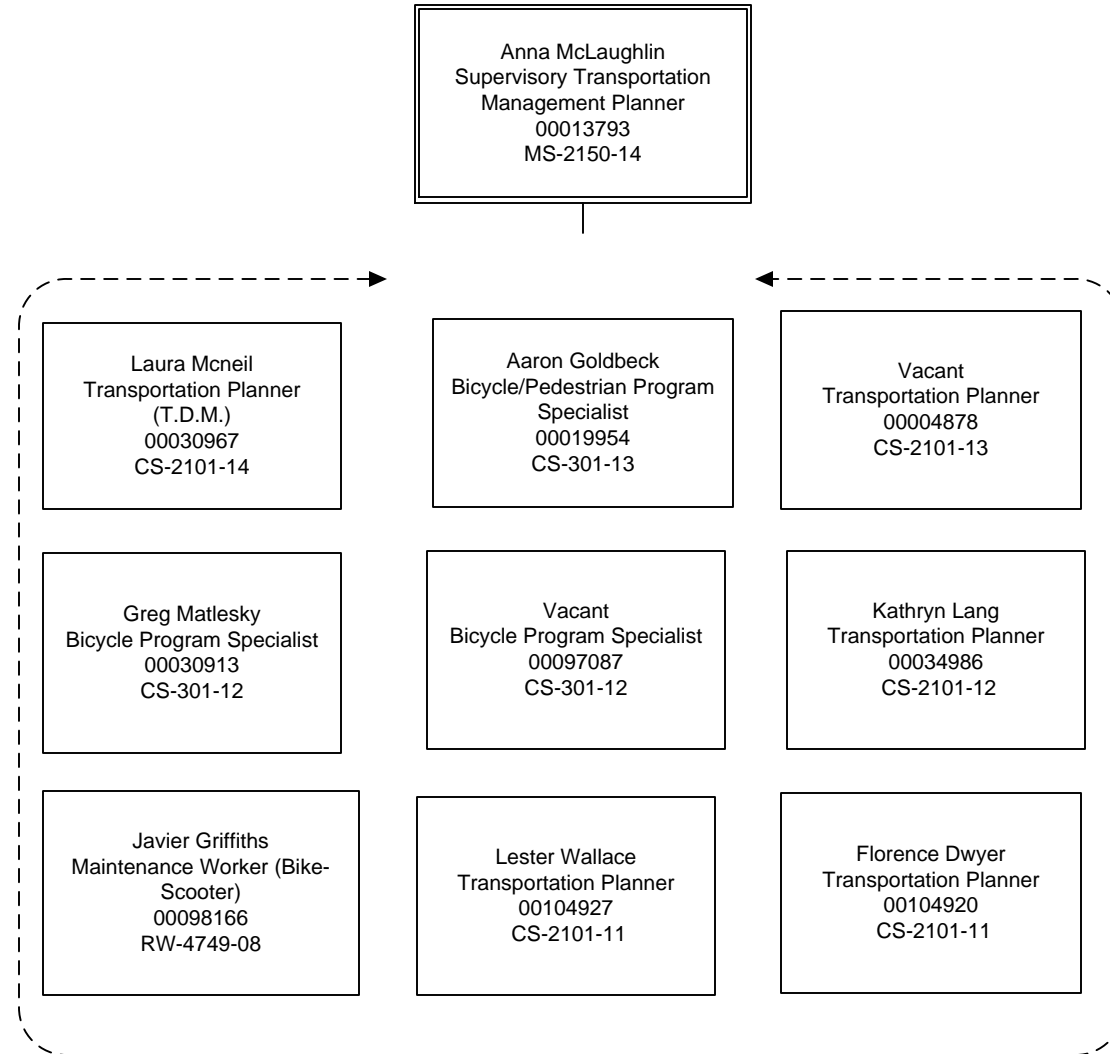 Anna McLaughlin
Supervisory Transportation
Management Planner
00013793
MS-2150-14
Laura Mcneil
Transportation Planner
(T.D.M.)
00030967
CS-2101-14
Aaron Goldbeck
Bicycle/Pedestrian Program
Specialist
00019954
CS-301-13
Vacant
Transportation Planner
00004878
CS-2101-13
Greg Matlesky
Bicycle Program Specialist
00030913
CS-301-12
Vacant
Bicycle Program Specialist
00097087
CS-301-12
Kathryn Lang
Transportation Planner
00034986
CS-2101-12
Javier Griffiths
Maintenance Worker (Bike-
Scooter)
00098166
RW-4749-08
Lester Wallace
Transportation Planner
00104927
CS-2101-11
Florence Dwyer
Transportation Planner
00104920
CS-2101-11